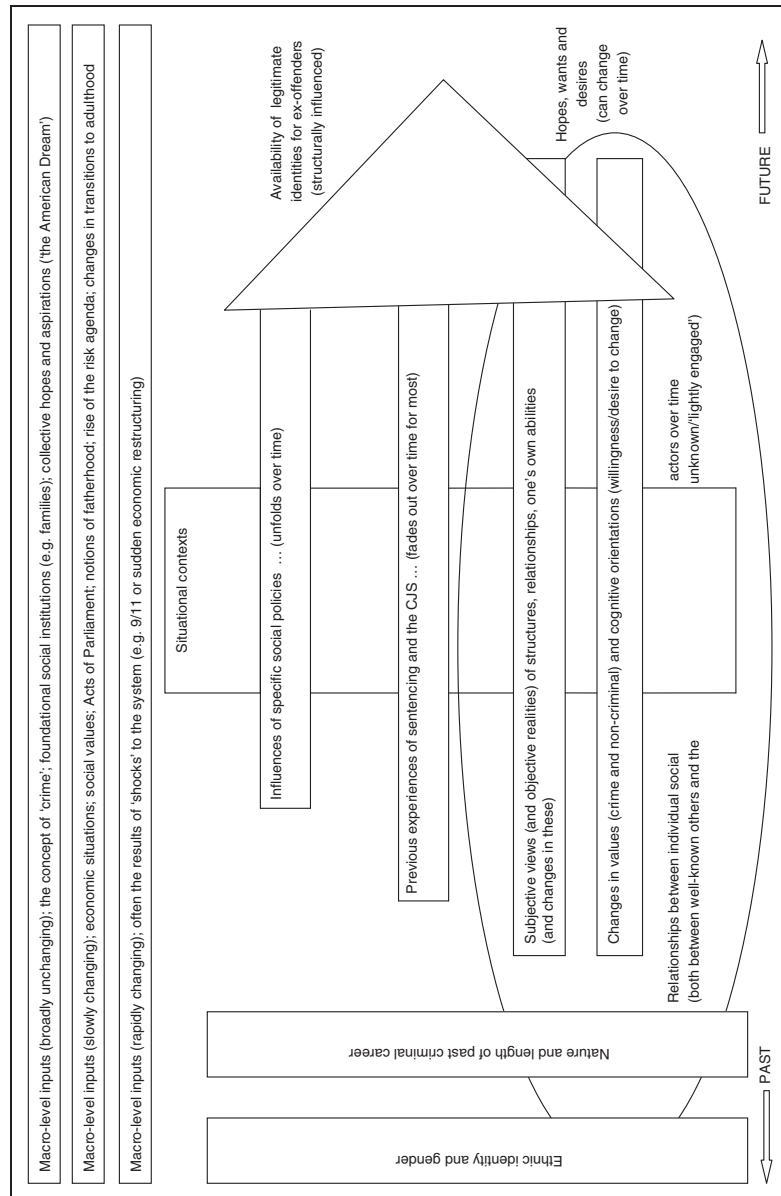 Macro-level inputs (broadly unchanging); the concept of 'crime'; foundational social institutions (e.g. families); collective hopes and aspirations ('the American Dream')
Macro-level inputs (slowly changing); economic situations; social values; Acts of Parliament; notions of fatherhood; rise of the risk agenda; changes in transitions to adulthood
Macro-level inputs (rapidly changing); often the results of 'shocks' to the system (e.g. 9/11 or sudden economic restructuring)
Ethnic identity and gender
Nature and length of past criminal career
Situational contexts
Influences of specific social policies … (unfolds over time)
Previous experiences of sentencing and the CJS … (fades out over time for most)
Subjective views (and objective realities) of structures, relationships, one's own abilities
(and changes in these)
Changes in values (crime and non-criminal) and cognitive orientations (willingness/desire to change)
Relationships between individual social
(both between well-known others and the
actors over time
unknown/'lightly engaged')
Availability of legitimate
identities for ex-offenders
(structurally influenced)
Hopes, wants and
desires
(can change
over time)
PAST
FUTURE